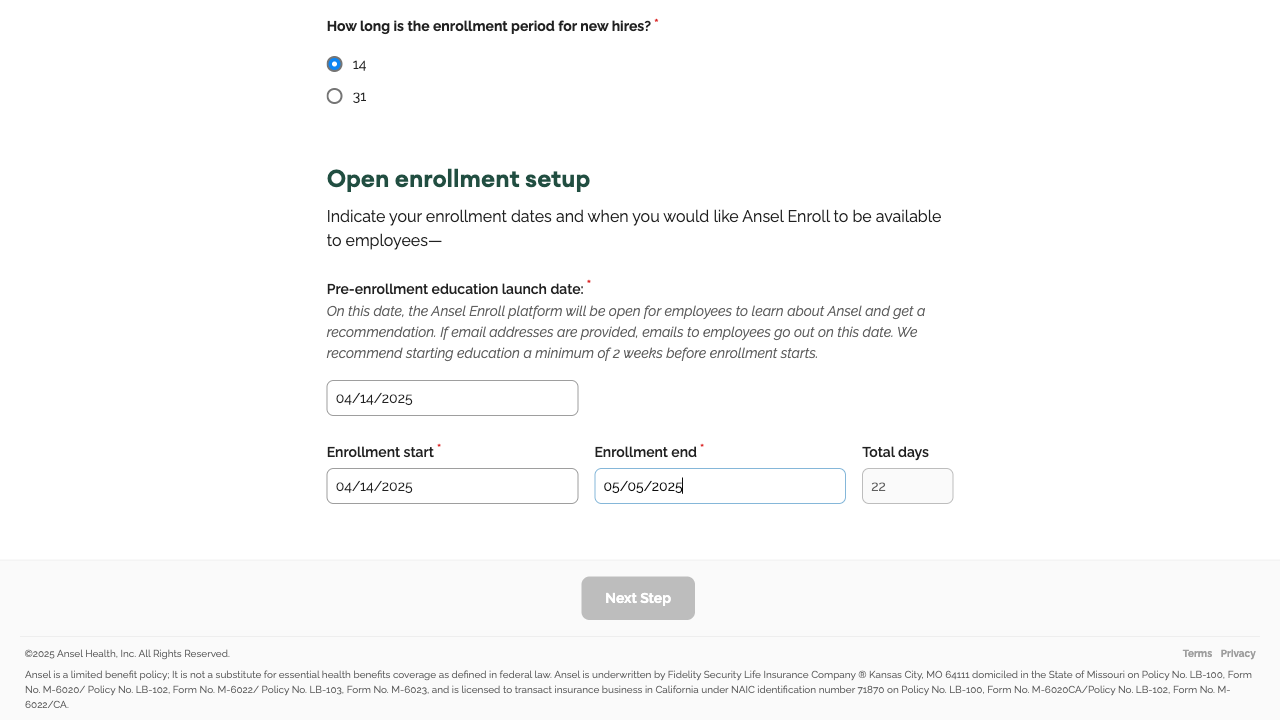 How long is the enrollment period for new hires? *
14
31
Open enrollment setup
Indicate your enrollment dates and when you would like Ansel Enroll to be available
to employees—
Pre-enrollment education launch date: *
On this date, the Ansel Enroll platform will be open for employees to learn about Ansel and get a
recommendation. If email addresses are provided, emails to employees go out on this date. We
recommend starting education a minimum of 2 weeks before enrollment starts.
04/14/2025
Enrollment start * Enrollment end * Total days
04/14/2025 05/05/2025 22
Next Step
©2025 Ansel Health, Inc. All Rights Reserved. Terms Privacy
Ansel is a limited benefit policy; It is not a substitute for essential health benefits coverage as defined in federal law. Ansel is underwritten by Fidelity Security Life Insurance Company ® Kansas City, MO 64111 domiciled in the State of Missouri on Policy No. LB-100, Form
No. M-6020/ Policy No. LB-102, Form No. M-6022/ Policy No. LB-103, Form No. M-6023, and is licensed to transact insurance business in California under NAIC identification number 71870 on Policy No. LB-100, Form No. M-6020CA/Policy No. LB-102, Form No. M-
6022/CA.